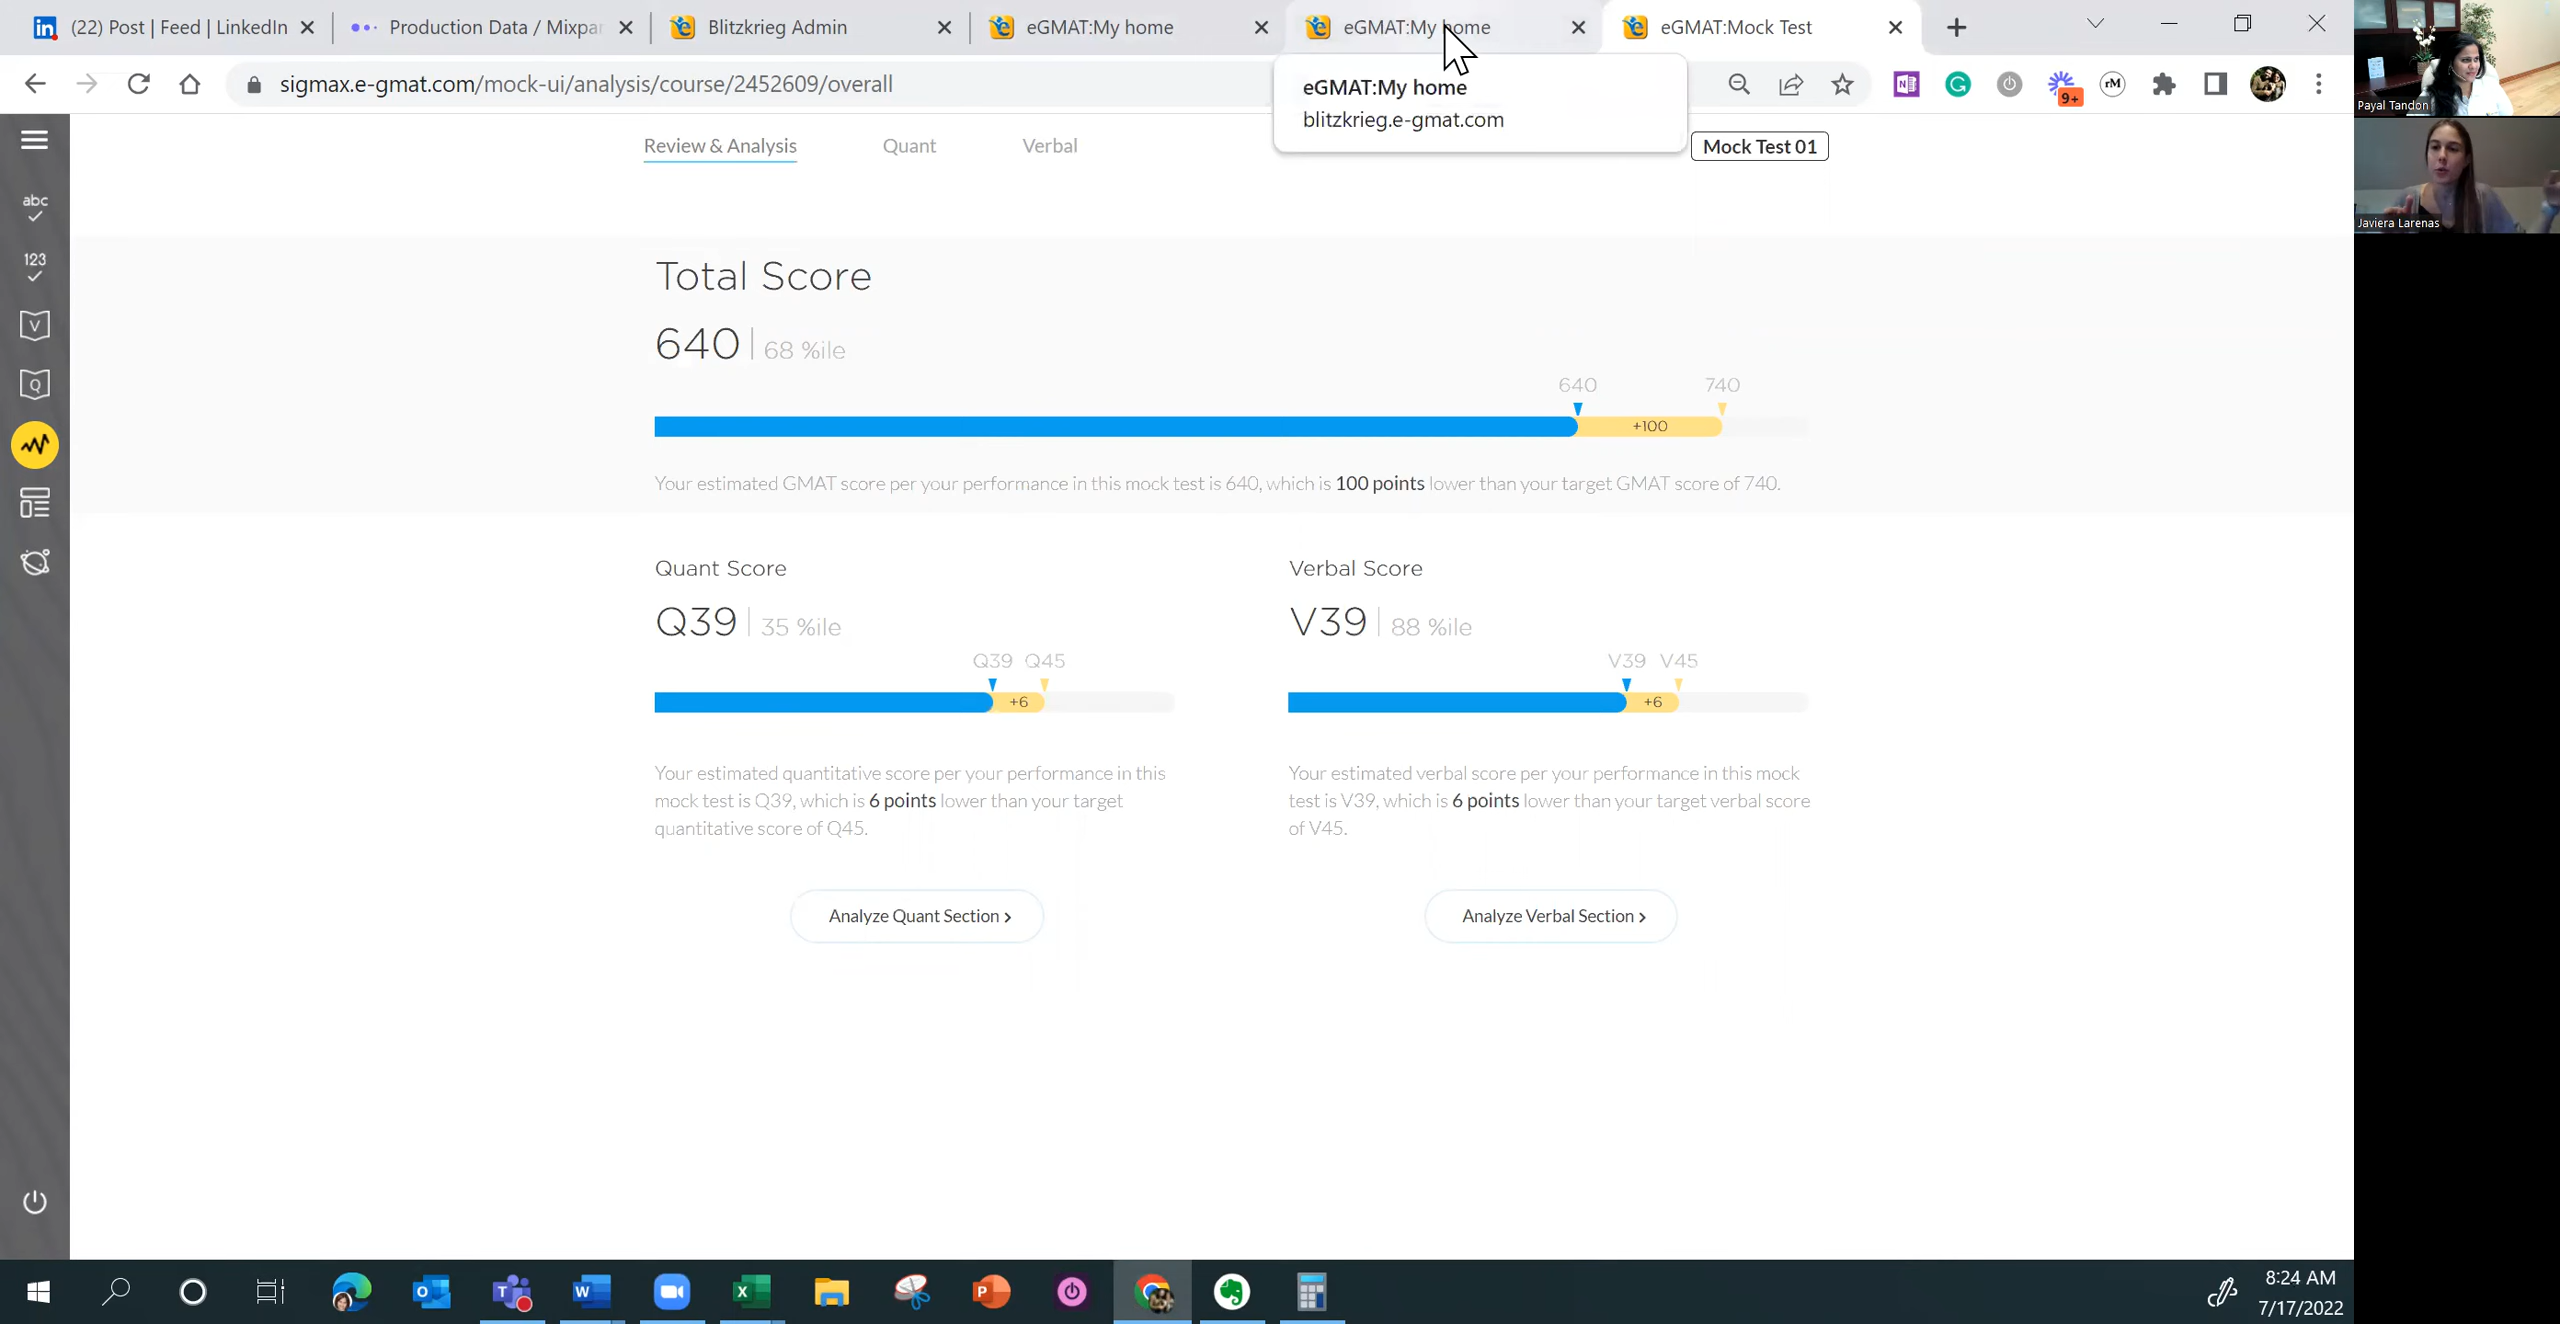 (22) Post | Feed | LinkedIn
Production Data / Mixpar
Blitzkrieg Admin
eGMAT:My home
eGMAT:My home
eGMAT:Mock Test
sigmax.e-gmat.com/mock-ui/analysis/course/2452609/overall
eGMAT:My home
blitzkrieg.e-gmat.com
9+
rM
Payal Tandon
Javiera Larenas
Review & Analysis
Quant
Verbal
Mock Test 01
abc
123
V
Q
Total Score
640 | 68 %ile
640 740
+100
Your estimated GMAT score per your performance in this mock test is 640, which is 100 points lower than your target GMAT score of 740.
Quant Score
Q39 | 35 %ile
Q39 Q45
+6
Your estimated quantitative score per your performance in this
mock test is Q39, which is 6 points lower than your target
quantitative score of Q45.
Analyze Quant Section >
Verbal Score
V39 | 88 %ile
V39 V45
+6
Your estimated verbal score per your performance in this mock
test is V39, which is 6 points lower than your target verbal score
of V45.
Analyze Verbal Section >
8:24 AM
7/17/2022